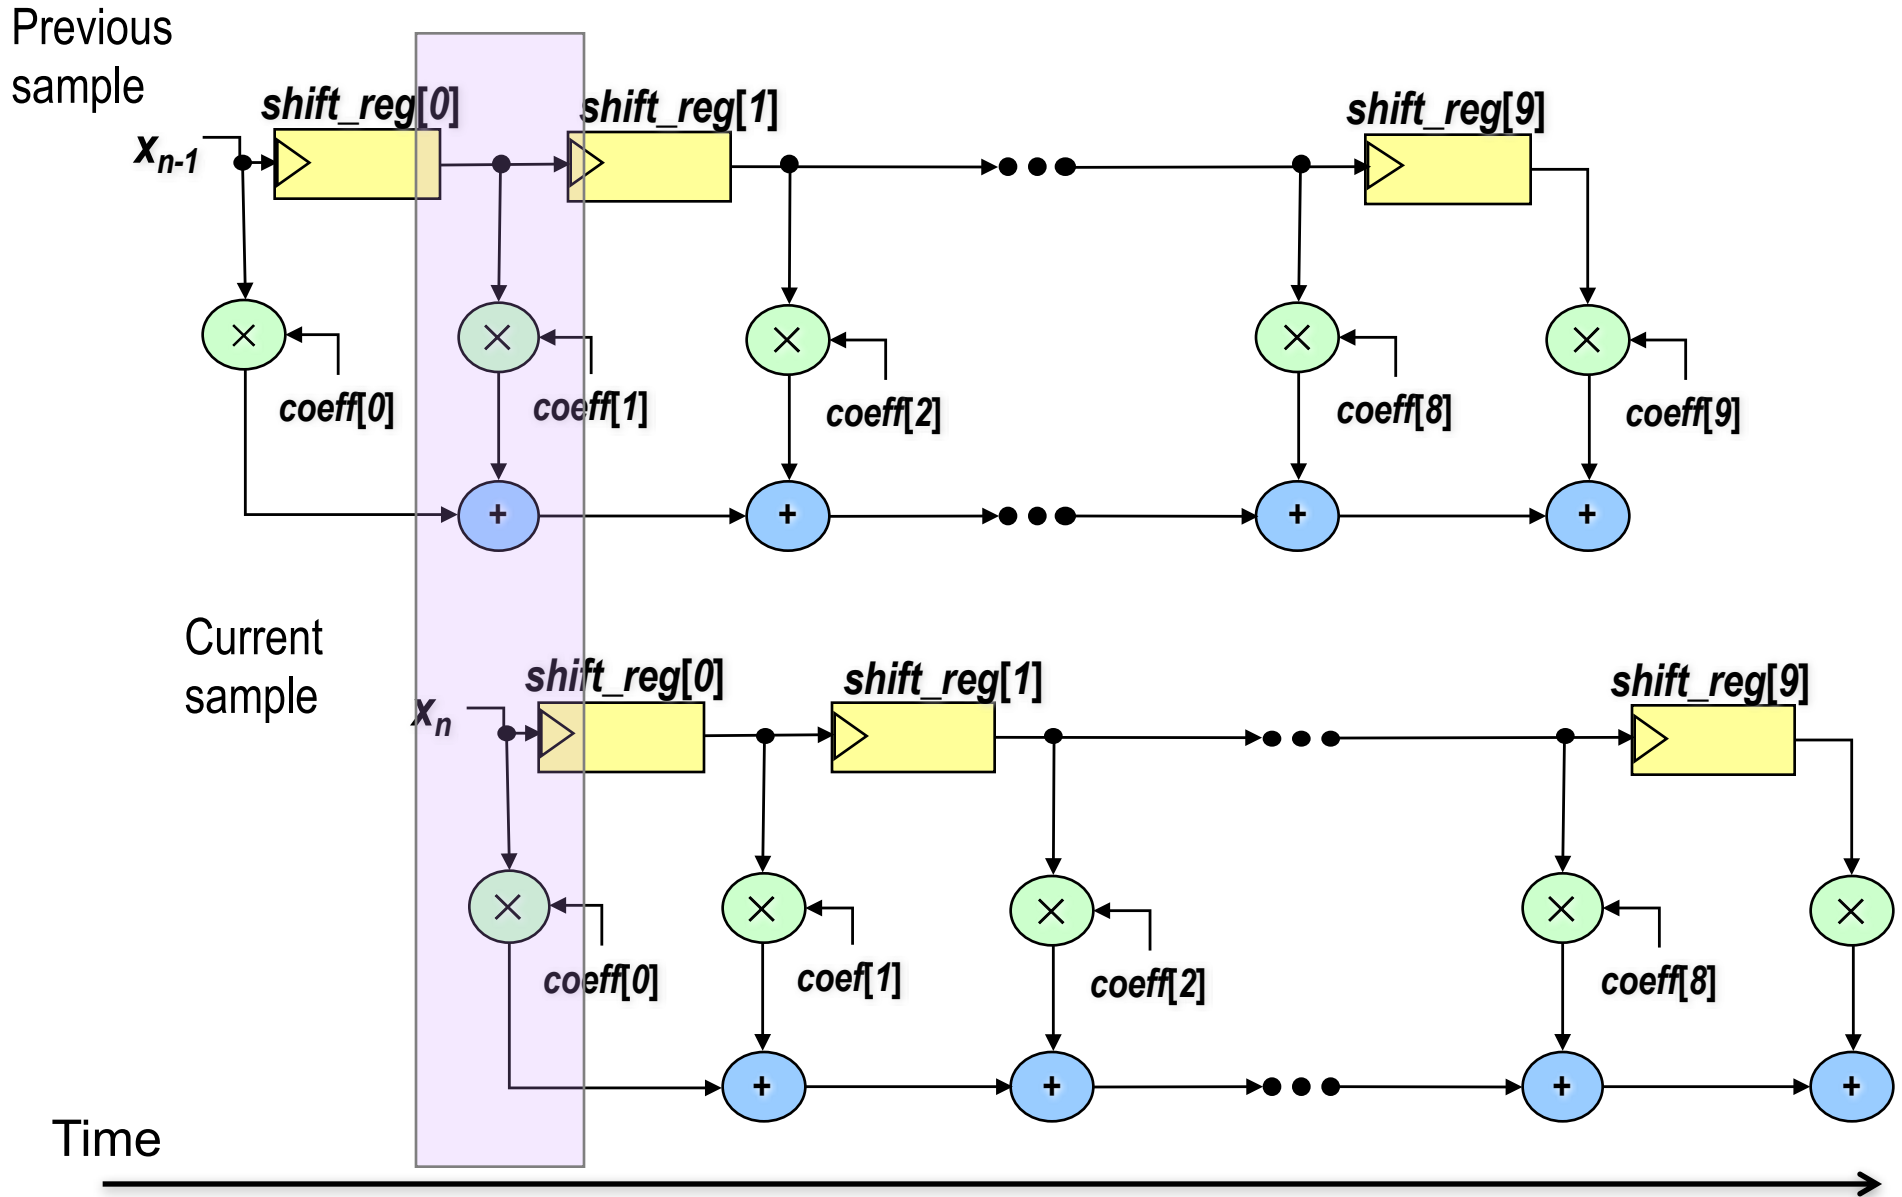 Previous
sample
shift_reg[0]
shift_reg[1]
shift_reg[9]
xn-1
×
×
×
×
×
coeff[0]
coeff[1]
coeff[2]
coeff[8]
coeff[9]
+
+
+
+
Current
sample
shift_reg[0]
shift_reg[1]
shift_reg[9]
xn
×
×
×
×
×
coeff[0]
coef[1]
coeff[2]
coeff[8]
+
+
+
+
Time